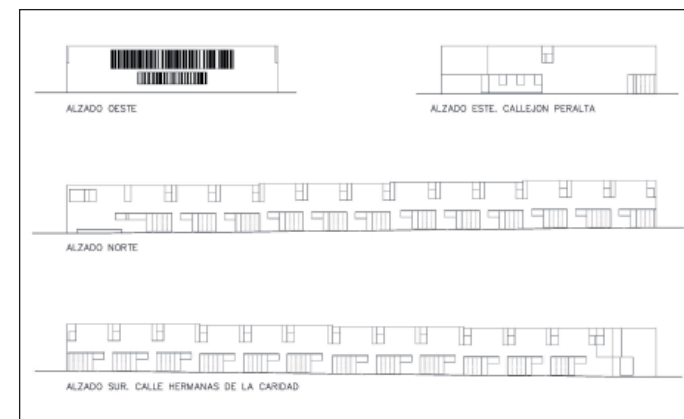 ALZADO OESTE
ALZADO ESTE. CALLEJON PERALTA
ALZADO NORTE
ALZADO SUR. CALLE HERMANAS DE LA CARIDAD